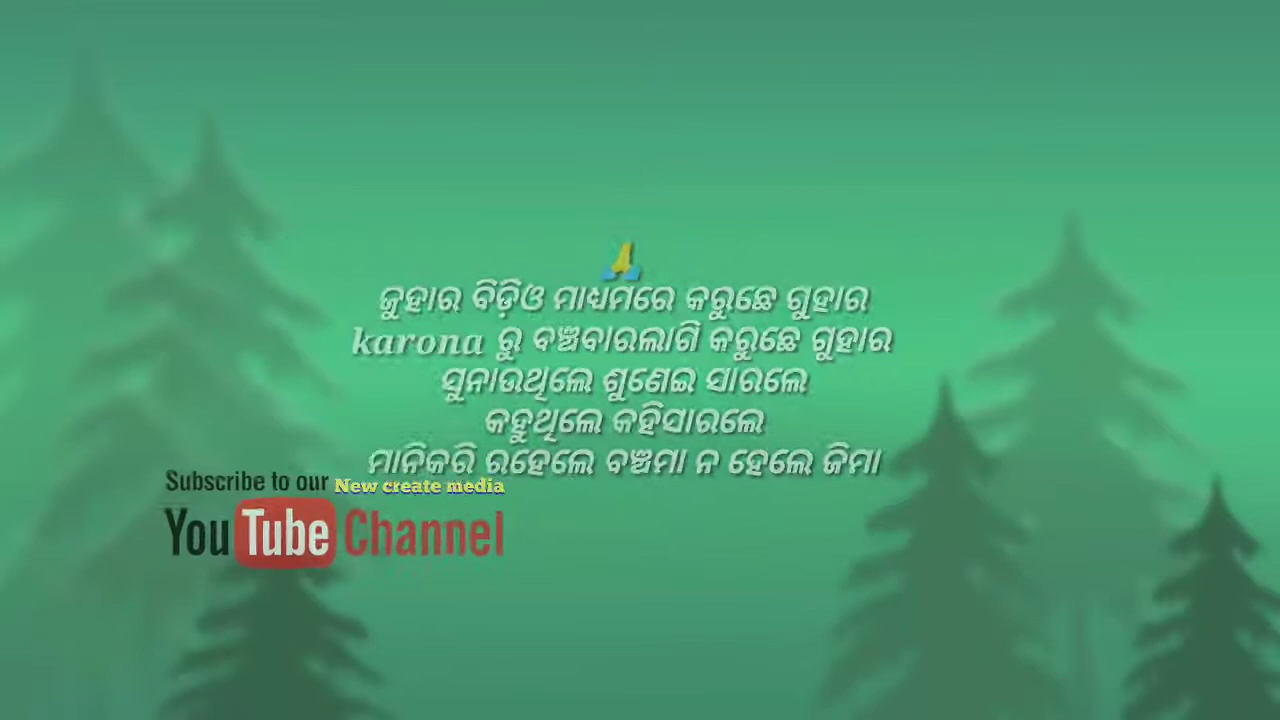 🙏
ଜୁହାର ବିଡ଼ିଓ ମାଧ୍ୟମରେ କରୁଛେ ଗୁହାର
karona ରୁ ବଞ୍ଚବାରଲାଗି କରୁଛେ ଗୁହାର
ସୁନାଉଥିଲେ ଶୁଣେଇ ସାରଲେ
କହୁଥିଲେ କହିସାରଲେ
ମାନିକରି ରହେଲେ ବଞ୍ଚମା ନ ହେଲେ ଜିମା
Subscribe to our New create media
YouTube Channel